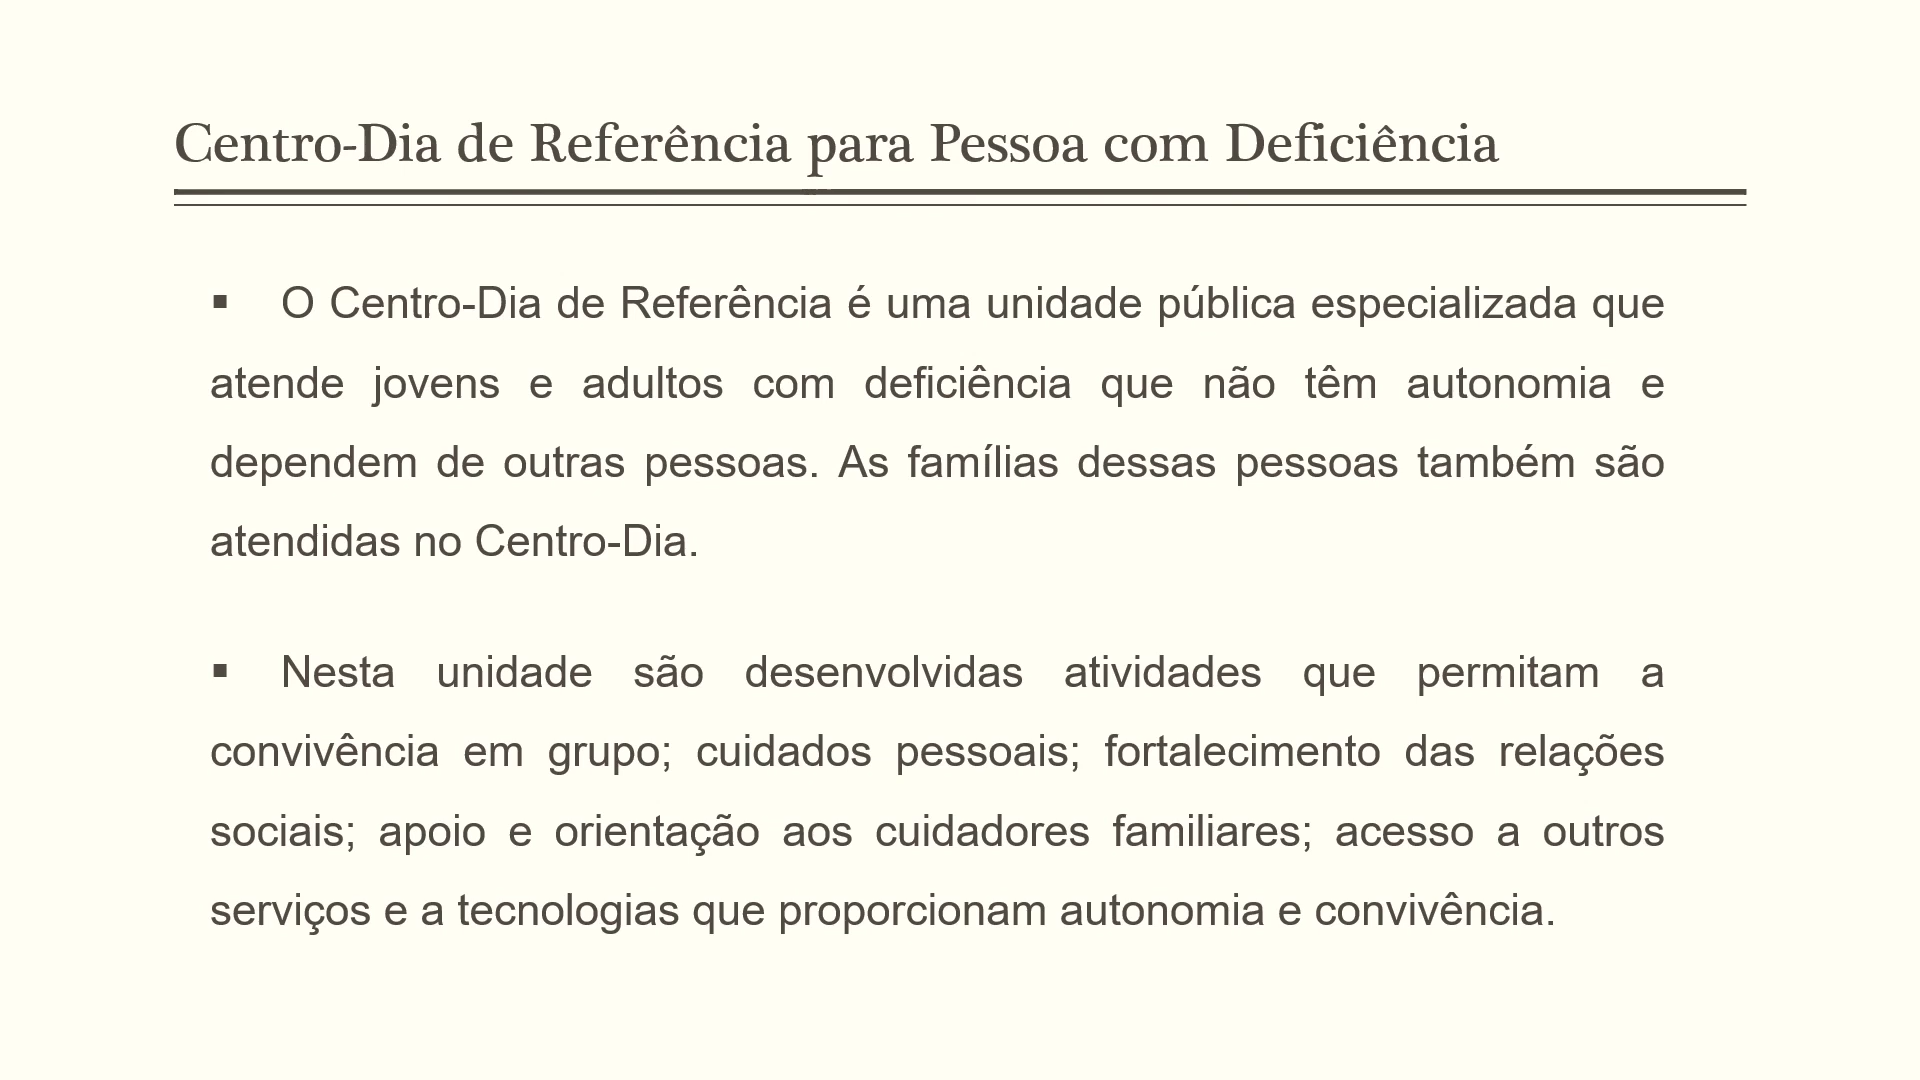 Centro-Dia de Referência para Pessoa com Deficiência
▪ O Centro-Dia de Referência é uma unidade pública especializada que
atende jovens e adultos com deficiência que não têm autonomia e
dependem de outras pessoas. As famílias dessas pessoas também são
atendidas no Centro-Dia.
▪ Nesta unidade são desenvolvidas atividades que permitam a
convivência em grupo; cuidados pessoais; fortalecimento das relações
sociais; apoio e orientação aos cuidadores familiares; acesso a outros
serviços e a tecnologias que proporcionam autonomia e convivência.